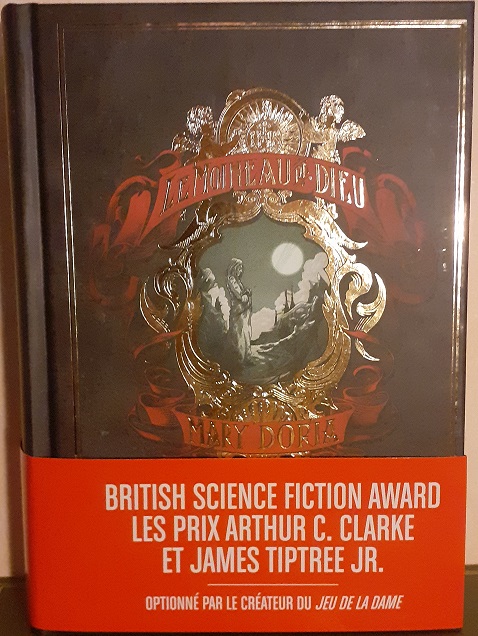 LE MOINEAU DE DIEU
MARY DORIA
BRITISH SCIENCE FICTION AWARD
LES PRIX ARTHUR C. CLARKE
ET JAMES TIPTREE JR.
OPTIONNÉ PAR LE CRÉATEUR DU JEU DE LA DAME